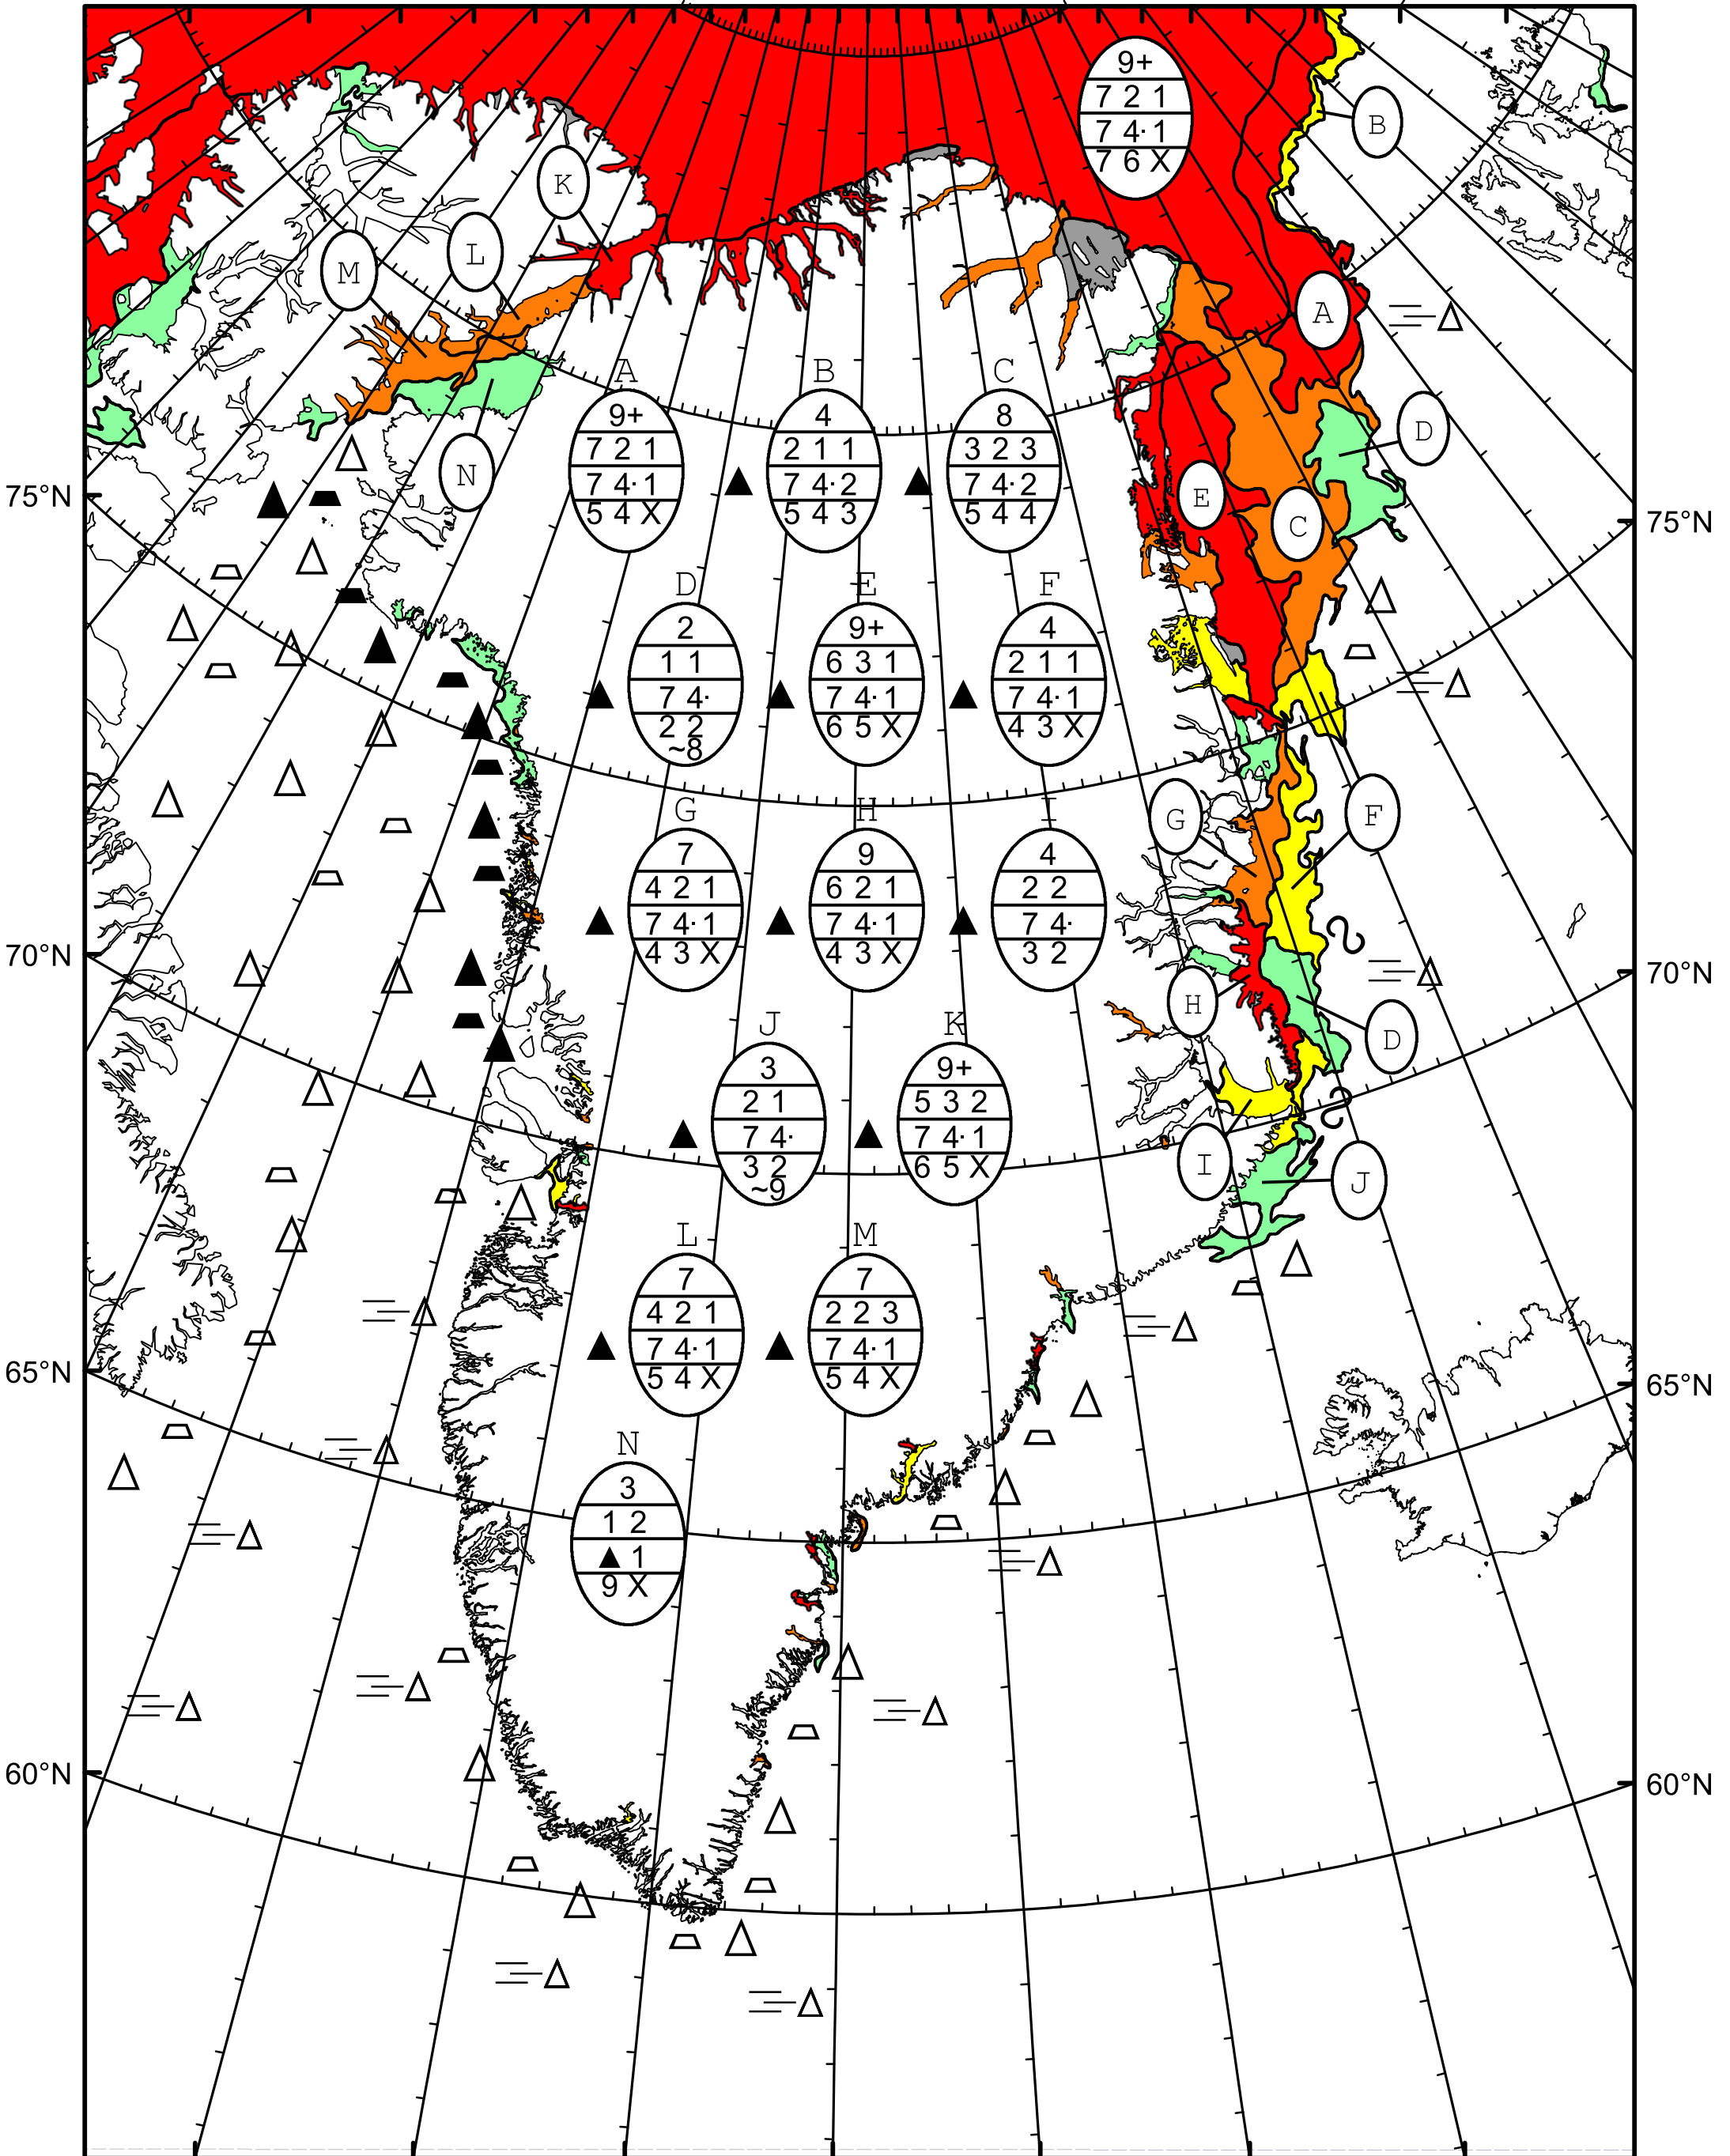 9+
7 2 1
7 4· 1
7 6 X
B
K
L
M
A
D
N
E
C
75°N
75°N
A
9+
7 2 1
7 4· 1
5 4 X
B
4
2 1 1
7 4· 2
5 4 3
C
8
3 2 3
7 4· 2
5 4 4
D
2
1 1
7 4·
2 2
~8
E
9+
6 3 1
7 4· 1
6 5 X
F
4
2 1 1
7 4· 1
4 3 X
G
F
G
7
4 2 1
7 4· 1
4 3 X
H
9
6 2 1
7 4· 1
4 3 X
I
4
2 2
7 4·
3 2
70°N
70°N
H
D
J
3
2 1
7 4·
3 2
~9
K
9+
5 3 2
7 4· 1
6 5 X
I
J
L
7
4 2 1
7 4· 1
5 4 X
M
7
2 2 3
7 4· 1
5 4 X
65°N
65°N
N
3
1 2
▲ 1
9 X
60°N
60°N